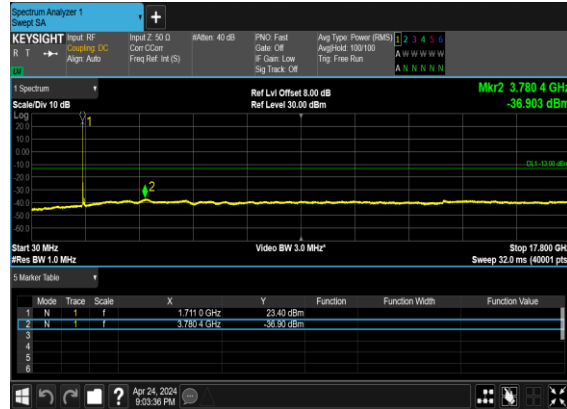 Spectrum Analyzer 1
Swept SA
+
KEYSIGHT Input: RF Input Z: 50 Ω #Atten: 40 dB PNO: Fast Avg Type: Power (RMS) 1 2 3 4 5 6
R T Coupling: DC Corr CCorr Gate: Off Avg|Hold: 100/100 A W W W W W
Align: Auto Freq Ref: Int (S) IF Gain: Low Trig: Free Run
Sig Track: Off A N N N N N
1 Spectrum Ref Lvl Offset 8.00 dB Mkr2 3.780 4 GHz
Scale/Div 10 dB Ref Level 30.00 dBm -36.903 dBm
Log
20.0
10.0
0.00
-10.0
-20.0
-30.0
-40.0
-50.0
-60.0
1
2
DL1 -13.00 dBm
Start 30 MHz Video BW 3.0 MHz* Stop 17.800 GHz
#Res BW 1.0 MHz Sweep 32.0 ms (40001 pts)
5 Marker Table
Mode Trace Scale X Y Function Function Width Function Value
1 N 1 f 1.711 0 GHz 23.40 dBm
2 N 1 f 3.780 4 GHz -36.90 dBm
3
4
5
6
? Apr 24, 2024
9:03:36 PM